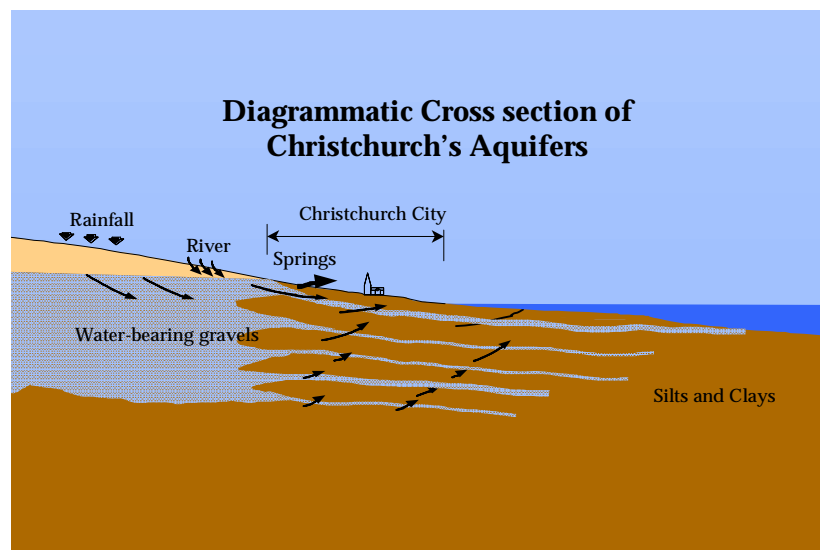 Diagrammatic Cross section of
Christchurch's Aquifers
Christchurch City
Rainfall
River
Springs
Water-bearing gravels
Silts and Clays